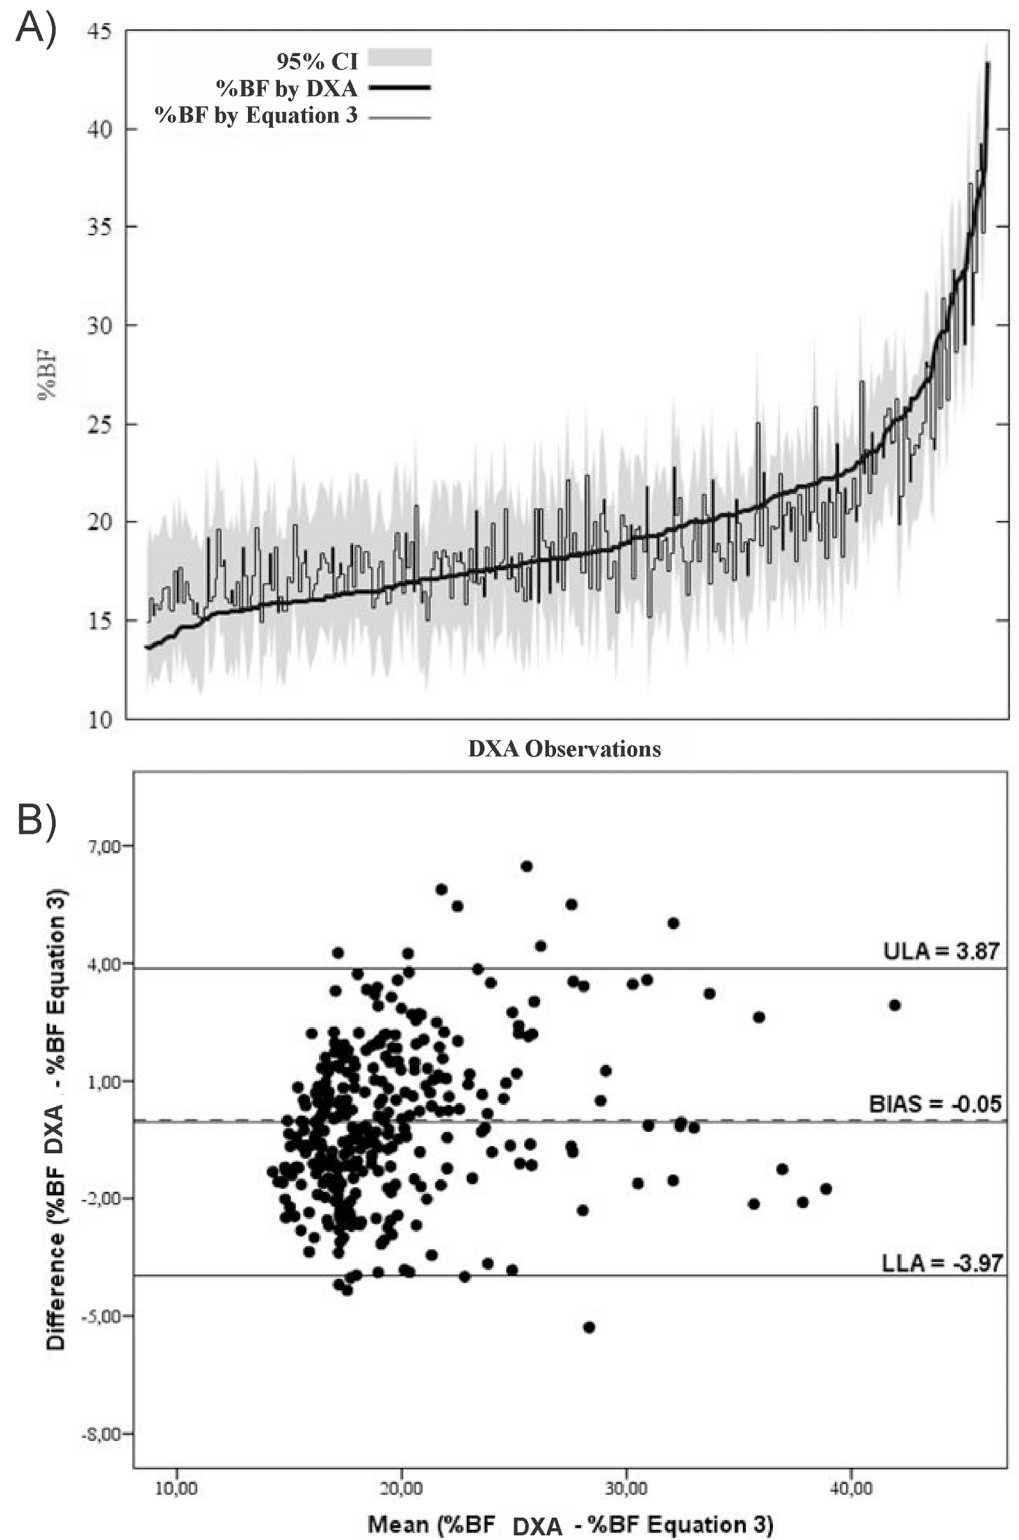 A)
45
95% CI
%BF by DXA
%BF by Equation 3
40
35
30
%BF
25
20
15
10
DXA Observations
B)
7,00
ULA = 3.87
4,00
Difference (%BF DXA - %BF Equation 3)
1,00
BIAS = -0.05
-2,00
LLA = -3.97
-5,00
-8,00
10,00 20,00 30,00 40,00
Mean (%BF DXA - %BF Equation 3)